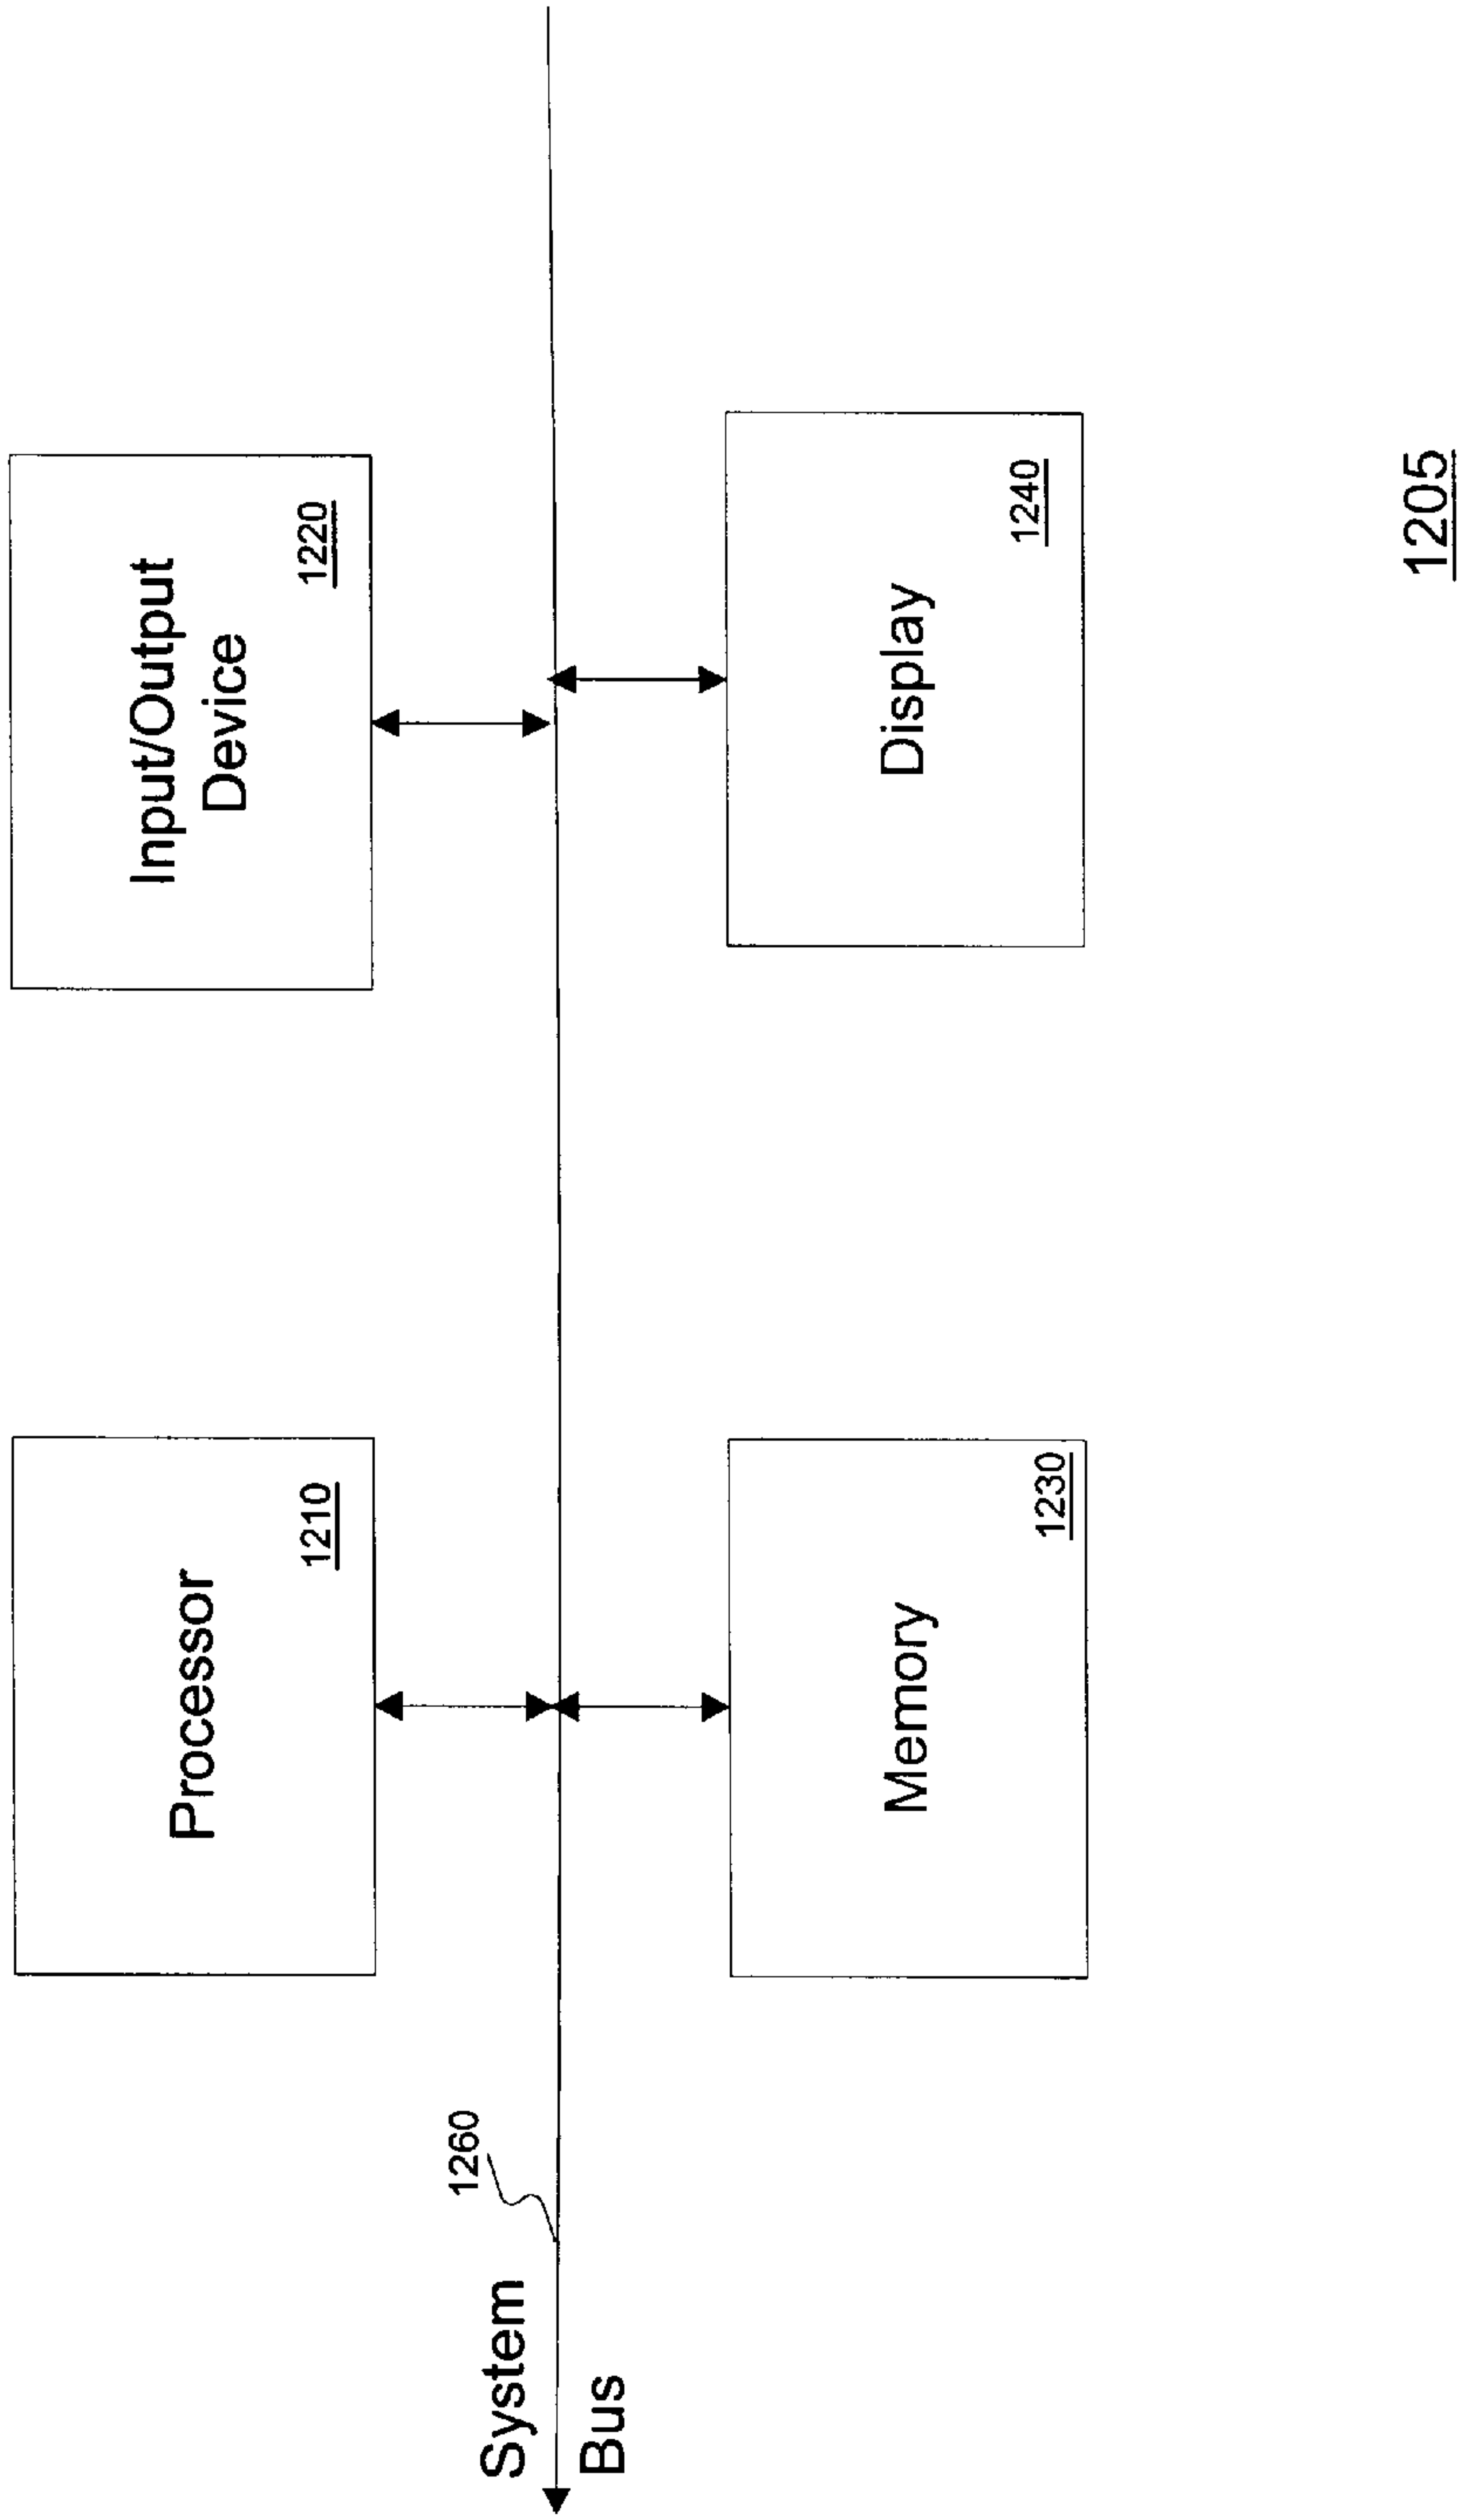 Processor
1210
Input/Output
Device
1220
1260
System
Bus
Memory
1230
Display
1240
1205